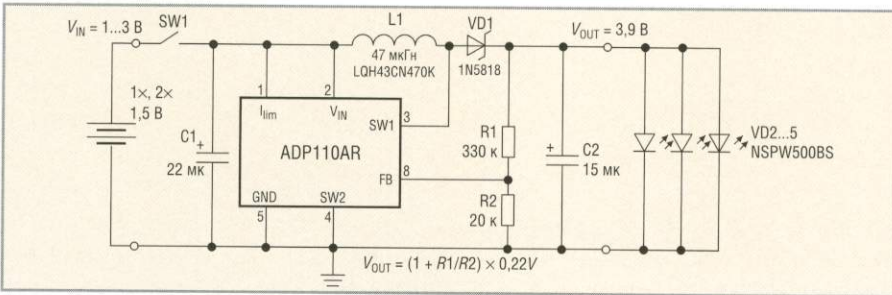 V_IN = 1...3 В
SW1
L1
47 мкГн
LQH43CN470K
VD1
1N5818
V_OUT = 3,9 В
1×, 2×
1,5 В
C1
+
22 мк
1
I_lim
2
V_IN
SW1
3
ADP110AR
FB
8
GND
5
SW2
4
R1
330 к
R2
20 к
+
C2
15 мк
VD2...5
NSPW500BS
V_OUT = (1 + R1/R2) × 0,22V